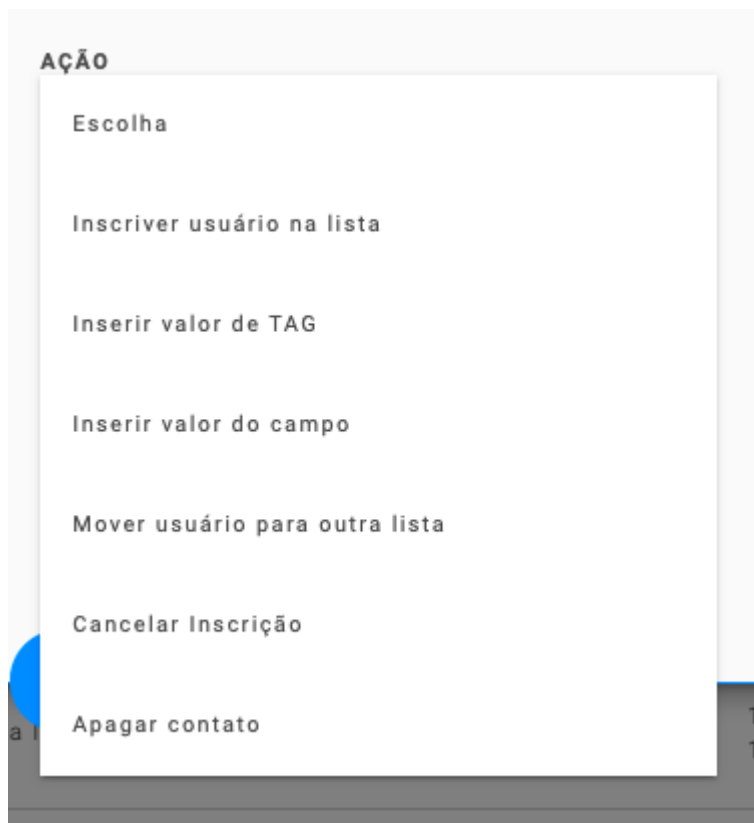 AÇÃO
Escolha
Inscriver usuário na lista
Inserir valor de TAG
Inserir valor do campo
Mover usuário para outra lista
Cancelar Inscrição
Apagar contato